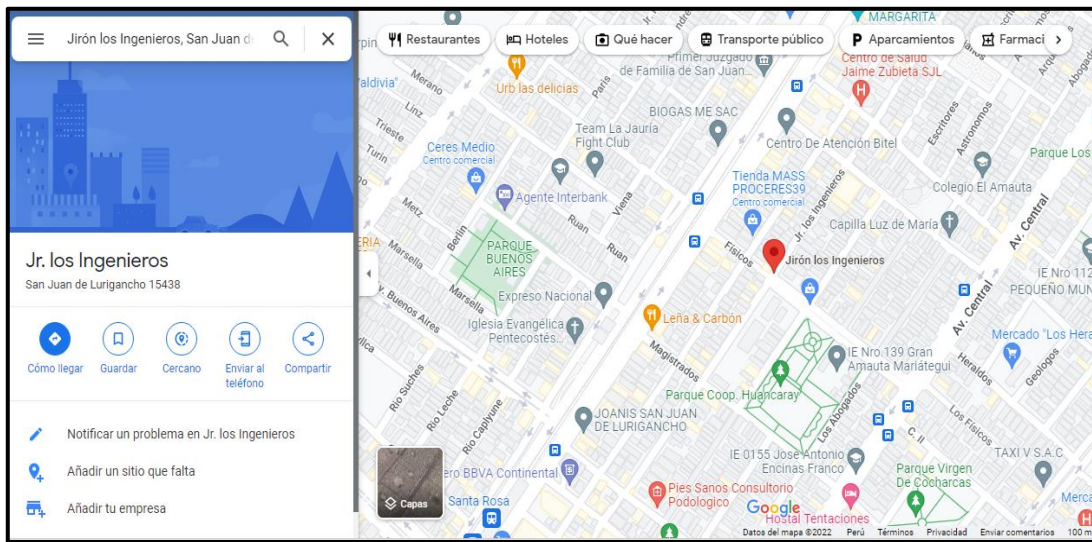 Jirón los Ingenieros, San Juan d
Jr. los Ingenieros
San Juan de Lurigancho 15438
Cómo llegar
Guardar
Cercano
Enviar al
teléfono
Compartir
Notificar un problema en Jr. los Ingenieros
Añadir un sitio que falta
Añadir tu empresa
Restaurantes
Hoteles
Qué hacer
Transporte público
Aparcamientos
Farmaci
MARGARITA
Primer Juzgado
de Familia de San Juan...
Centro de Salud
Jaime Zubieta SJL
Urb las delicias
Paris
Merano
Linz
Trieste
Turin
BIOGAS ME SAC
Team La Jauría
Fight Club
Centro De Atención Bitel
Escritores
Astronomos
Abogad
Parque Los
Ceres Medio
Centro comercial
Tienda MASS
PROCERES39
Centro comercial
Colegio El Amauta
Agente Interbank
Metz
Berlin
Ruan
Viena
Ruan
Jr. los Ingenieros
Capilla Luz de María
Av. Central
Marsella
PARQUE
BUENOS
AIRES
Fisicos
Jirón los Ingenieros
IE Nro 112
PEQUEÑO MUN
Marsella
Expreso Nacional
Av. Central
Buenos Aires
Iglesia Evangélica
Pentecostés...
Leña & Carbón
Magistrados
IE Nro.139 Gran
Amauta Mariátegui
Mercado "Los Hera
Heraldos
Geologos
Parque Coop. Huancaray
Rio Suches
Rio Leche
Rio Caplyune
JOANIS SAN JUAN
DE LURIGANCHO
Los Abogados
Los Fisicos
C. II
IE 0155 José Antonio
Encinas Franco
TAXI V S.A.C
Parque Virgen
De Cocharcas
ero BBVA Continental
Capas
Santa Rosa
Pies Sanos Consultorio
Podologico
Google
Hostal Tentaciones
Merca
Datos del mapa ©2022 Perú Términos Privacidad Enviar comentarios 100 m